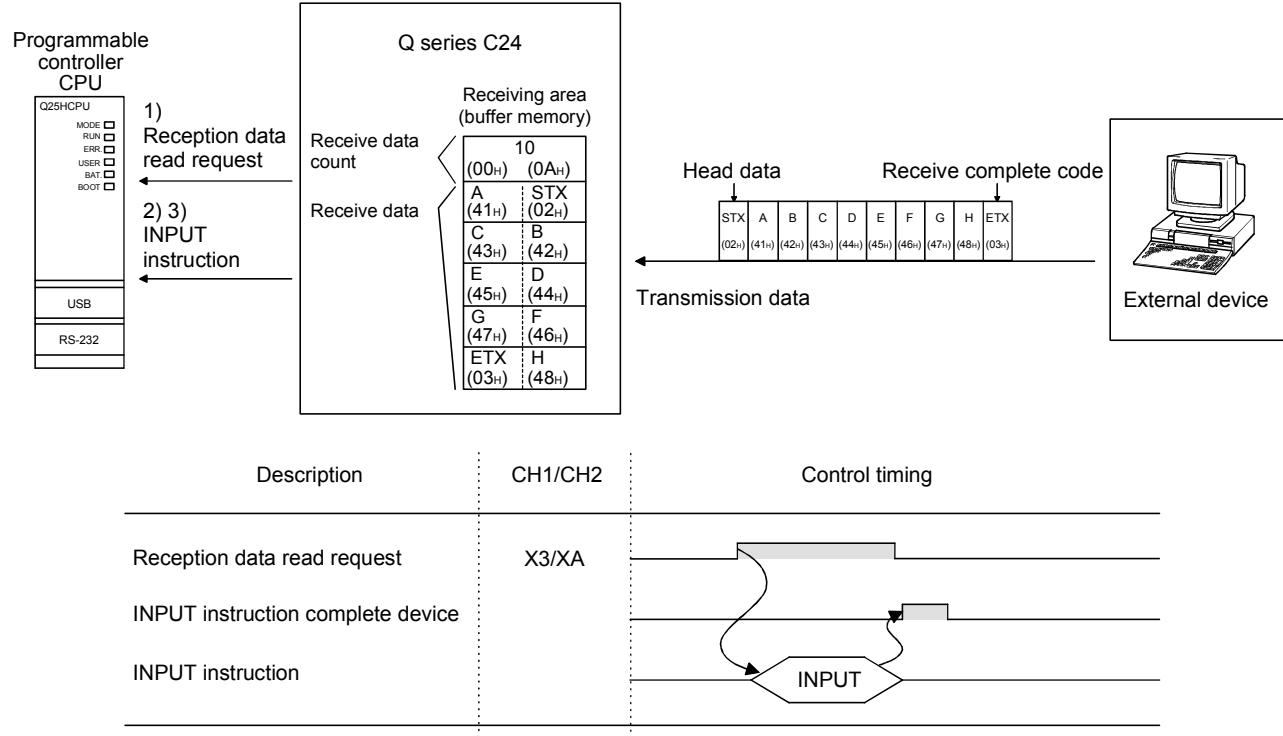 Programmable
controller
CPU
Q25HCPU
MODE
RUN
ERR.
USER
BAT.
BOOT
USB
RS-232
1)
Reception data
read request
2) 3)
INPUT
instruction
Q series C24
Receiving area
(buffer memory)
Receive data
count
Receive data
10
(00H) (0AH)
A STX
(41H) (02H)
C B
(43H) (42H)
E D
(45H) (44H)
G F
(47H) (46H)
ETX H
(03H) (48H)
Head data Receive complete code
STX A B C D E F G H ETX
(02H) (41H) (42H) (43H) (44H) (45H) (46H) (47H) (48H) (03H)
Transmission data
External device
Description CH1/CH2 Control timing
Reception data read request X3/XA
INPUT instruction complete device
INPUT instruction INPUT